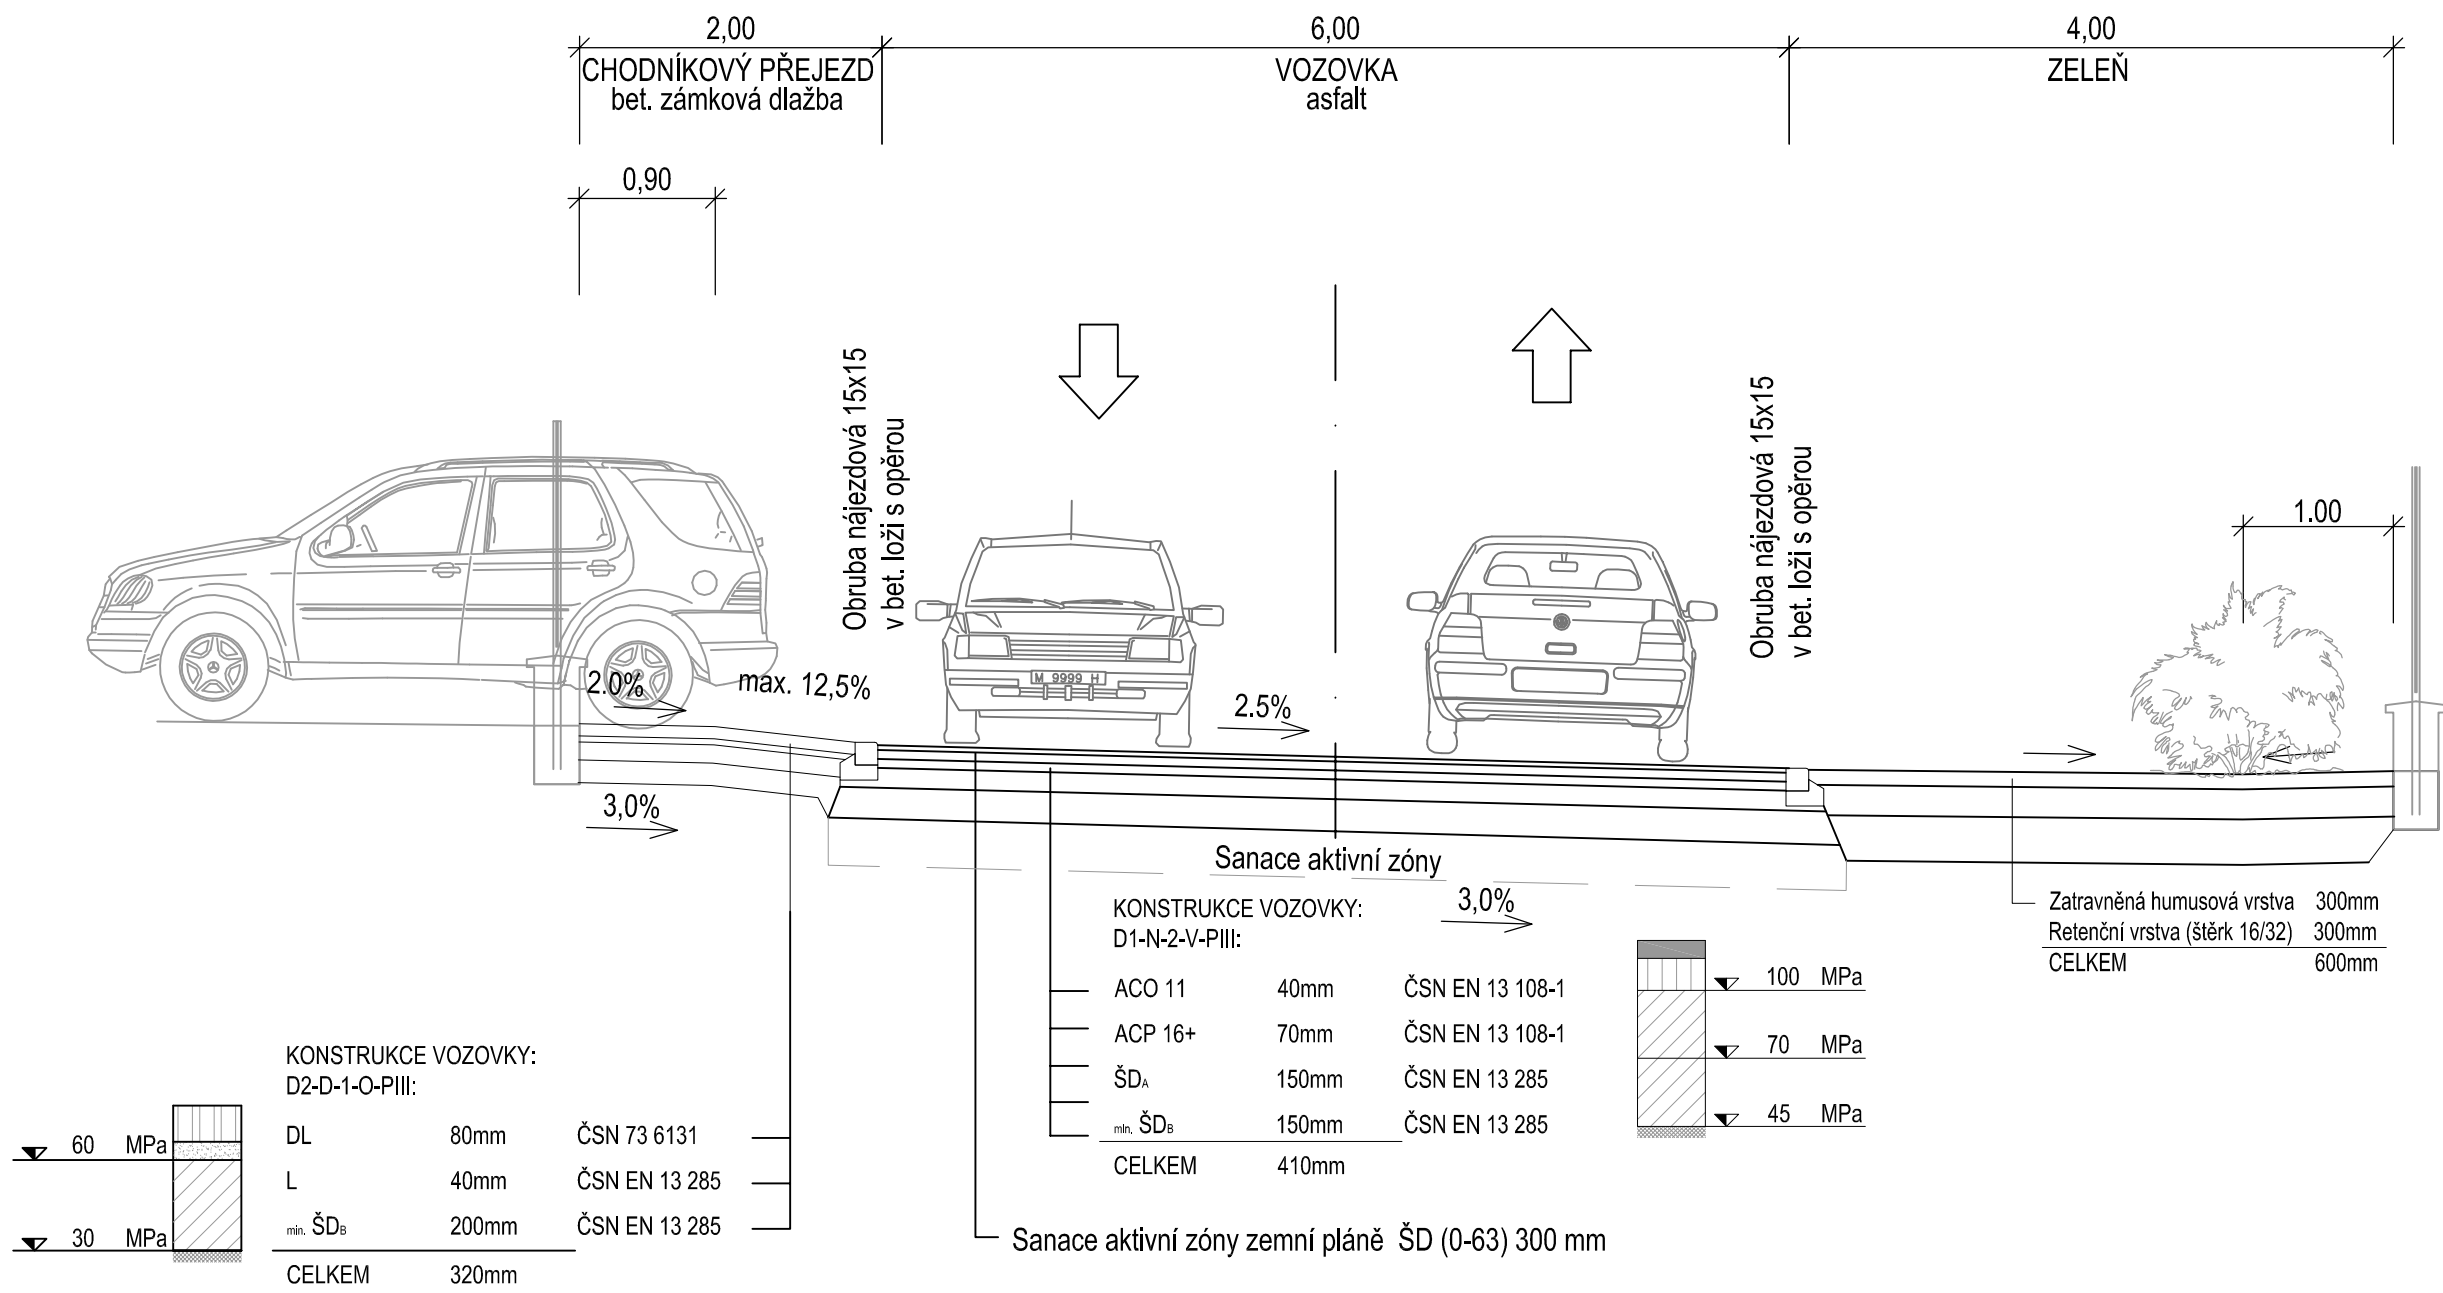 2,00
6,00
4,00
CHODNÍKOVÝ PŘEJEZD
bet. zámková dlažba
VOZOVKA
asfalt
ZELEŇ
0,90
Obruba nájezdová 15x15
v bet. loži s opěrou
Obruba nájezdová 15x15
v bet. loži s opěrou
1.00
M 9999 H
2.0%
max. 12,5%
2.5%
3,0%
Sanace aktivní zóny
3,0%
KONSTRUKCE VOZOVKY:
D1-N-2-V-PIII:
ACO 11 40mm ČSN EN 13 108-1
ACP 16+ 70mm ČSN EN 13 108-1
ŠDA 150mm ČSN EN 13 285
min. ŠDB 150mm ČSN EN 13 285
CELKEM 410mm
100 MPa
70 MPa
45 MPa
Zatravněná humusová vrstva 300mm
Retenční vrstva (štěrk 16/32) 300mm
CELKEM 600mm
KONSTRUKCE VOZOVKY:
D2-D-1-O-PIII:
DL 80mm ČSN 73 6131
L 40mm ČSN EN 13 285
min. ŠDB 200mm ČSN EN 13 285
CELKEM 320mm
60 MPa
30 MPa
Sanace aktivní zóny zemní pláně ŠD (0-63) 300 mm